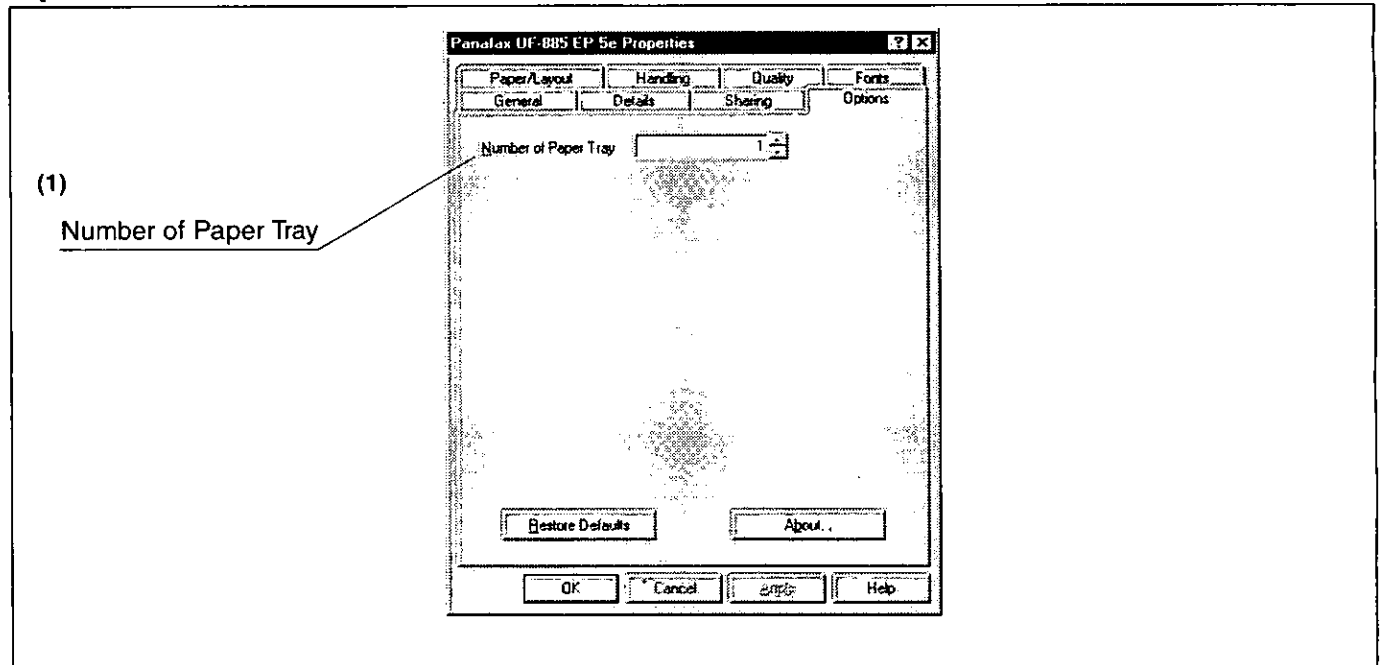 Panafax UF-885 EP 5e Properties
Paper/Layout Handling Quality Fonts
General Details Sharing Options
Number of Paper Tray 1
(1)
Number of Paper Tray
Restore Defaults About..
OK Cancel Apply Help